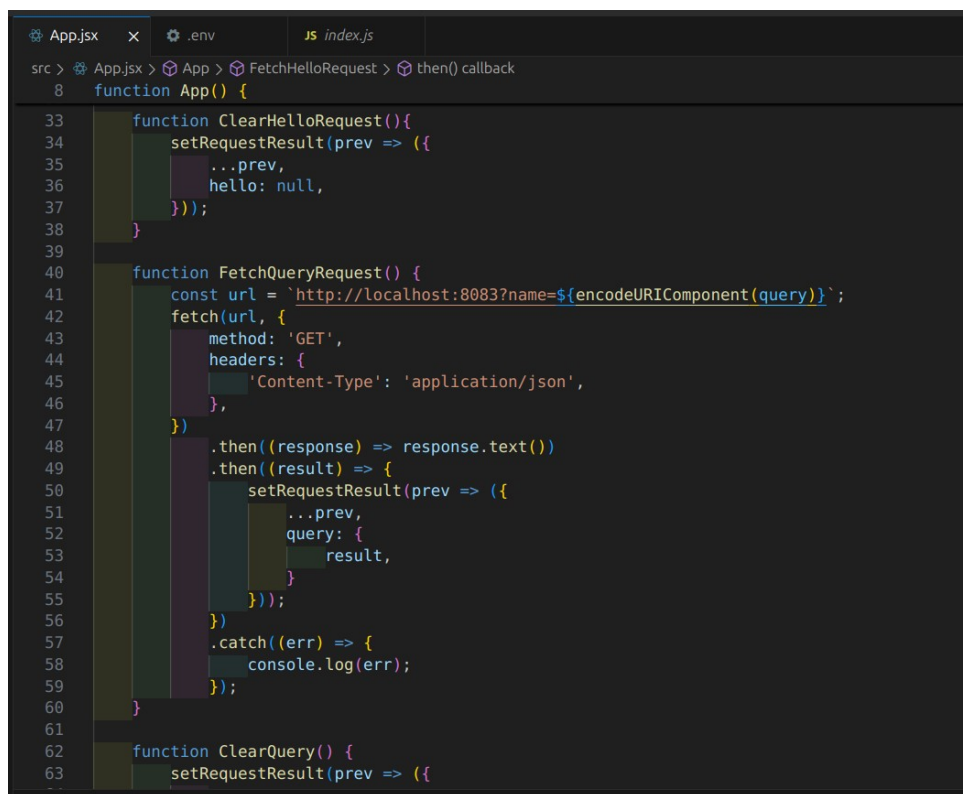 App.jsx × .env JS index.js
src > App.jsx > App > FetchHelloRequest > then() callback
8 function App() {
33 function ClearHelloRequest(){
34 setRequestResult(prev => ({
35 ...prev,
36 hello: null,
37 }));
38 }
39
40 function FetchQueryRequest() {
41 const url = `http://localhost:8083?name=${encodeURIComponent(query)}`;
42 fetch(url, {
43 method: 'GET',
44 headers: {
45 'Content-Type': 'application/json',
46 },
47 })
48 .then((response) => response.text())
49 .then((result) => {
50 setRequestResult(prev => ({
51 ...prev,
52 query: {
53 result,
54 }
55 }));
56 })
57 .catch((err) => {
58 console.log(err);
59 });
60 }
61
62 function ClearQuery() {
63 setRequestResult(prev => ({